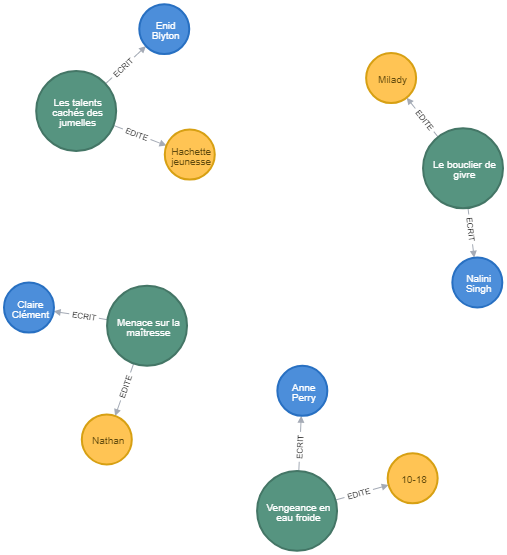 Enid
Blyton
ECRIT
Les talents
cachés des
jumelles
EDITE
Hachette
jeunesse
Milady
EDITE
Le bouclier de
givre
ECRIT
Nalini
Singh
Claire
Clément
ECRIT
Menace sur la
maîtresse
EDITE
Nathan
Anne
Perry
ECRIT
Vengeance en
eau froide
EDITE
10-18